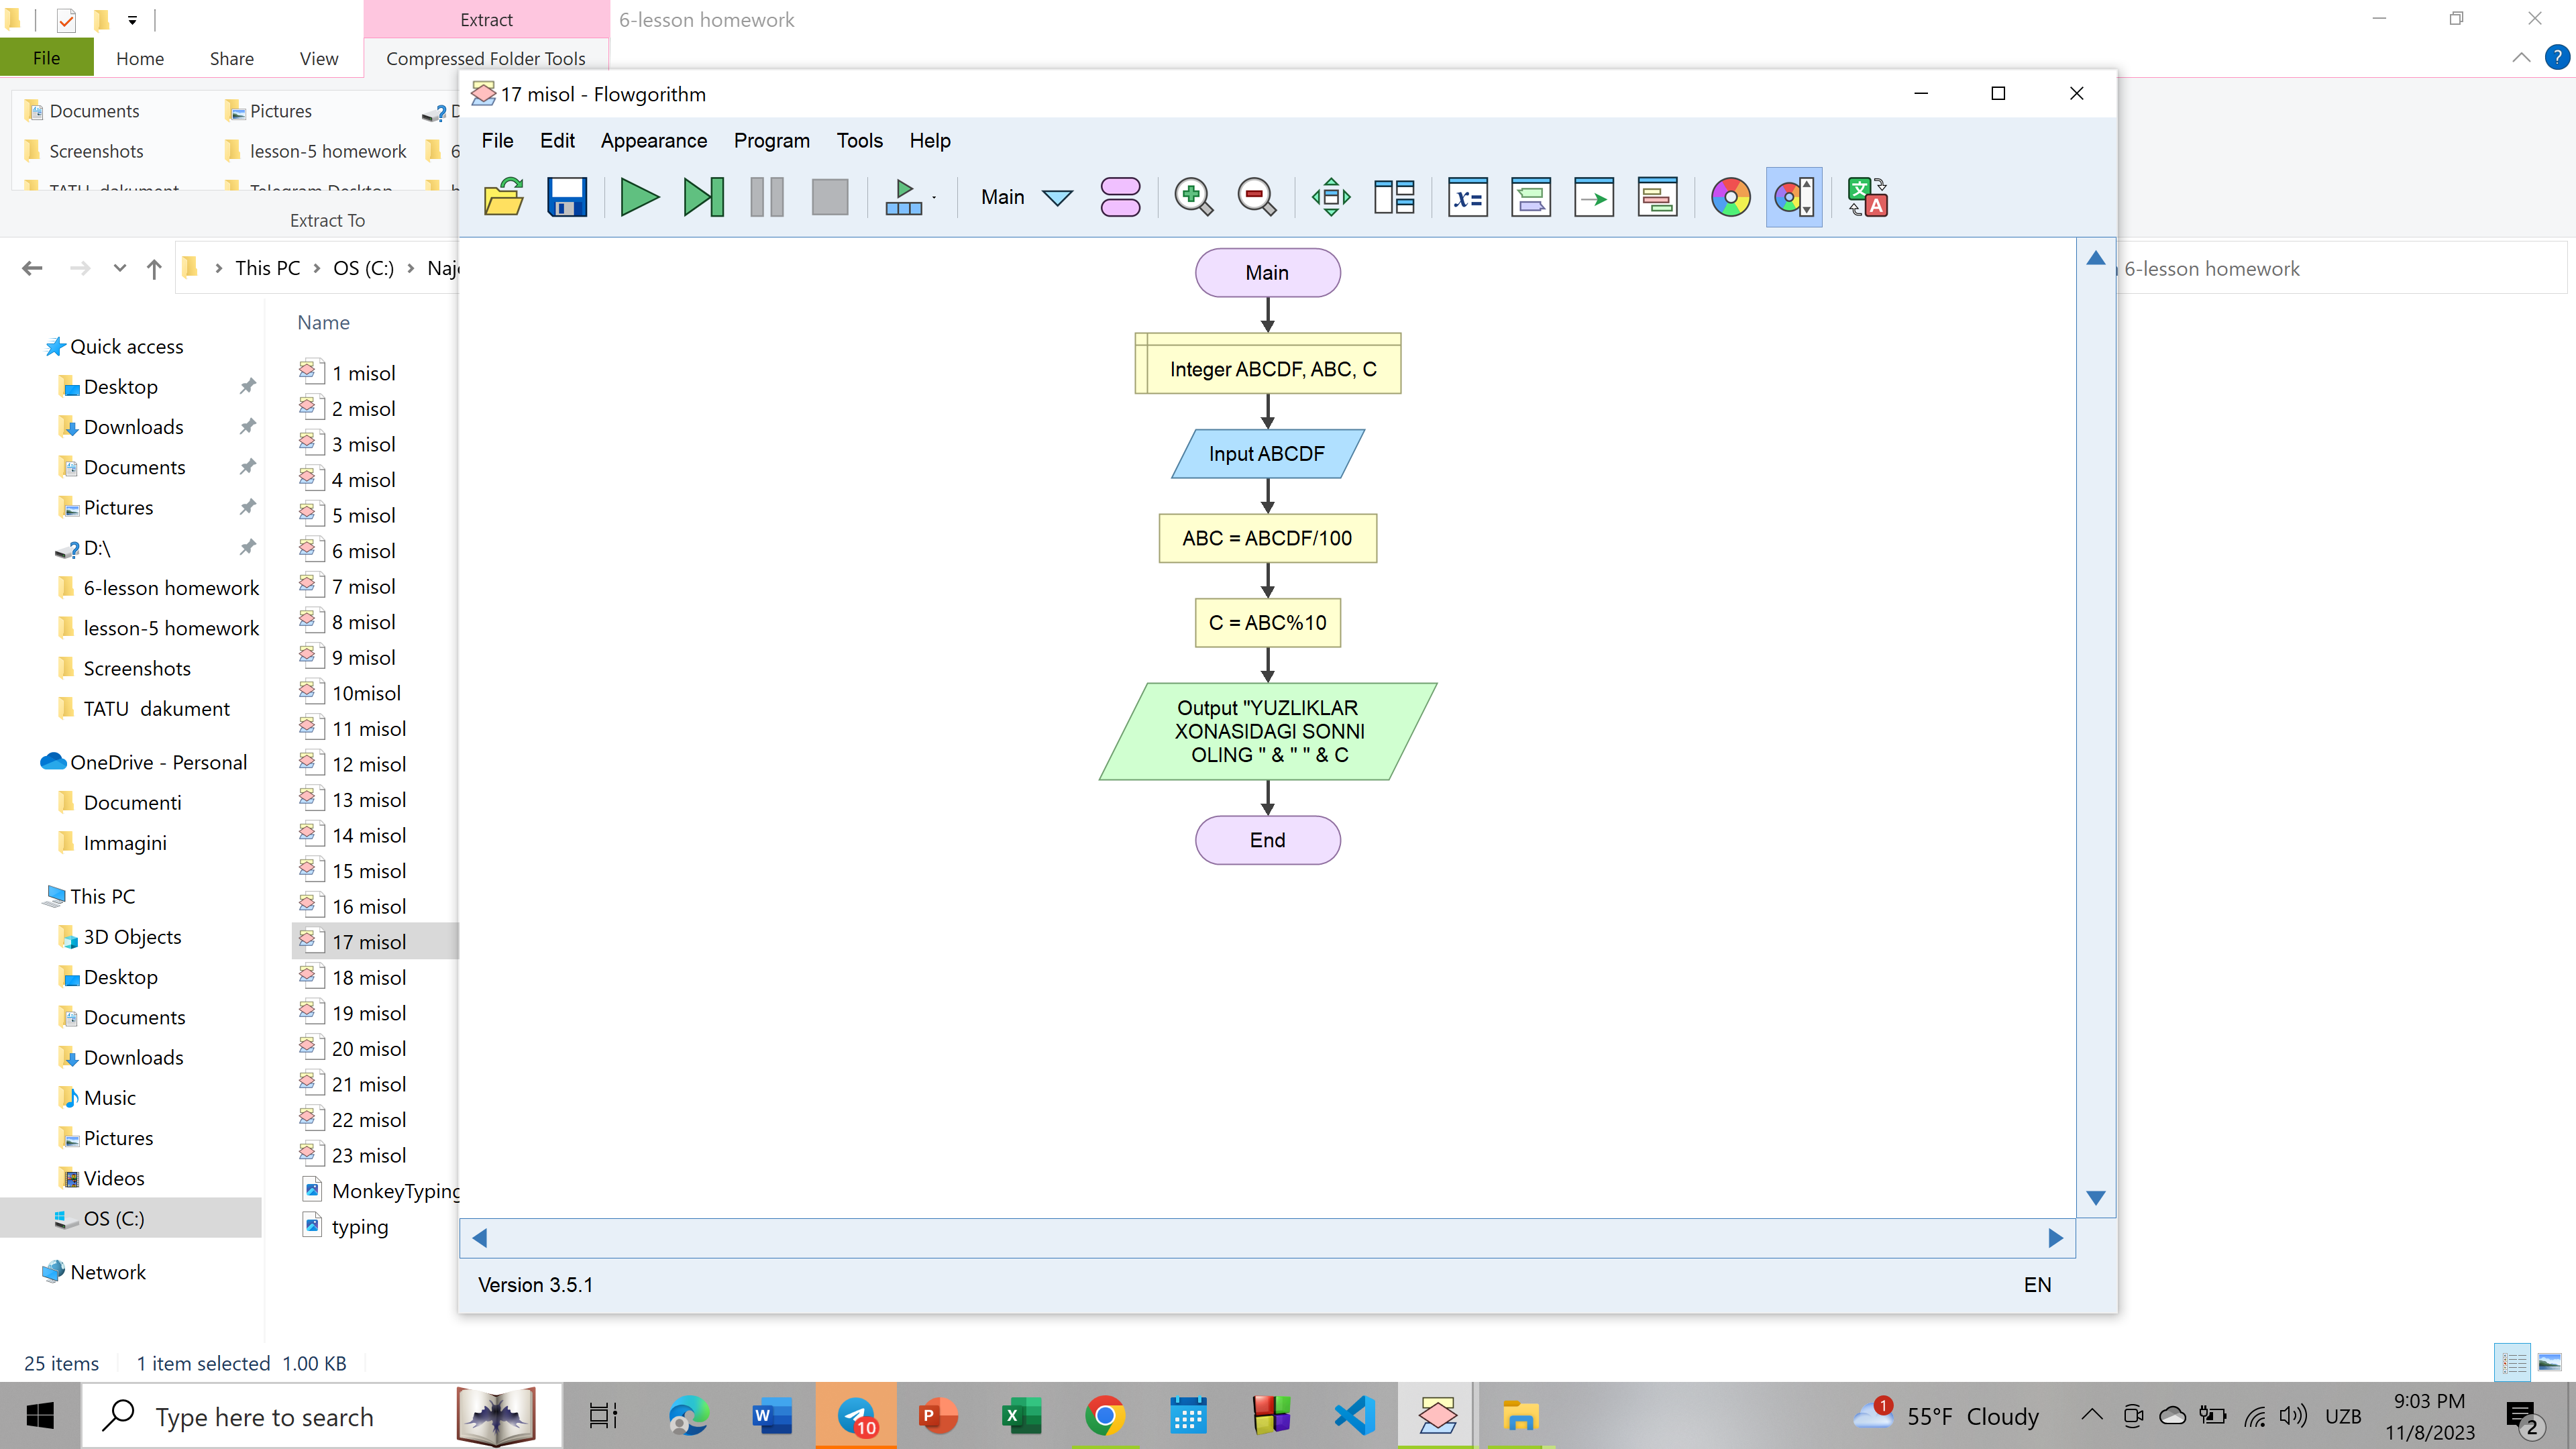 Extract
6-lesson homework
File
Home
Share
View
Compressed Folder Tools
Documents
Pictures
Screenshots
lesson-5 homework
Extract To
This PC
OS (C:)
6-lesson homework
17 misol - Flowgorithm
File
Edit
Appearance
Program
Tools
Help
Main
Name
Quick access
Desktop
Downloads
Documents
Pictures
D:\
6-lesson homework
lesson-5 homework
Screenshots
TATU dakument
OneDrive - Personal
Documenti
Immagini
This PC
3D Objects
Desktop
Documents
Downloads
Music
Pictures
Videos
OS (C:)
Network
1 misol
2 misol
3 misol
4 misol
5 misol
6 misol
7 misol
8 misol
9 misol
10misol
11 misol
12 misol
13 misol
14 misol
15 misol
16 misol
17 misol
18 misol
19 misol
20 misol
21 misol
22 misol
23 misol
MonkeyTyping
typing
Main
Integer ABCDF, ABC, C
Input ABCDF
ABC = ABCDF/100
C = ABC%10
Output "YUZLIKLAR
XONASIDAGI SONNI
OLING " & " " & C
End
Version 3.5.1
EN
25 items
1 item selected 1.00 KB
Type here to search
10
1
55°F Cloudy
UZB
9:03 PM
11/8/2023
2